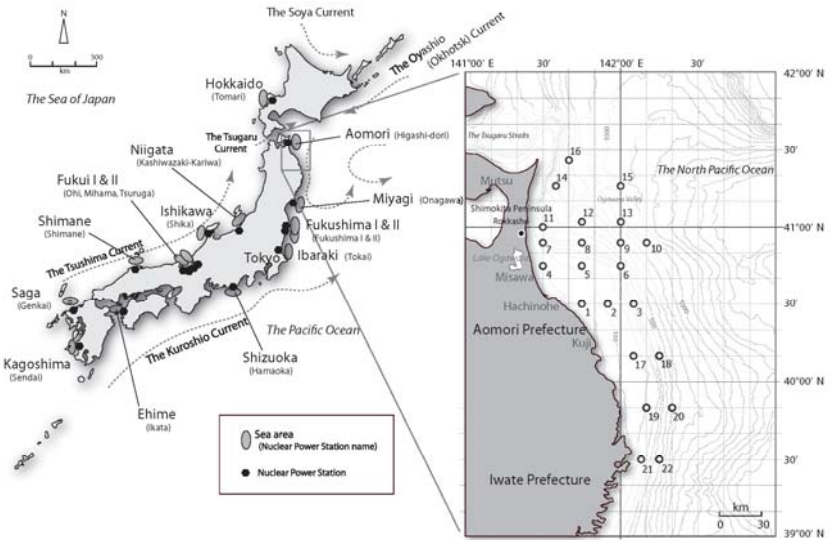 N
0
300
km
The Sea of Japan
The Soya Current
The Oyashio
(Okhotsk) Current
Hokkaido
(Tomari)
The Tsugaru
Current
Aomori (Higashi-dori)
Niigata
(Kashiwazaki-Kariwa)
Miyagi (Onagawa)
Fukui I & II
(Ohi, Mihama, Tsuruga)
Ishikawa
(Shika)
Fukushima I & II
(Fukushima I & II)
Shimane
(Shimane)
Tokyo
Ibaraki (Tokai)
The Tsushima Current
Saga
(Genkai)
The Pacific Ocean
The Kuroshio Current
Kagoshima
(Sendai)
Shizuoka
(Hamaoka)
Ehime
(Ikata)
Sea area
(Nuclear Power Station name)
Nuclear Power Station
141°00' E
30'
142°00' E
30'
42°00' N
The Tsugaru Straits
16
The North Pacific Ocean
30'
Mutsu
14
15
Shimokita Peninsula
Rokkasho
11
12
13
41°00' N
7
8
9
10
Misawa
4
5
6
Hachinohe
1
2
3
30'
Aomori Prefecture
Kuji
17
18
40°00' N
19
20
21
22
30'
Iwate Prefecture
km
0
30
39°00' N